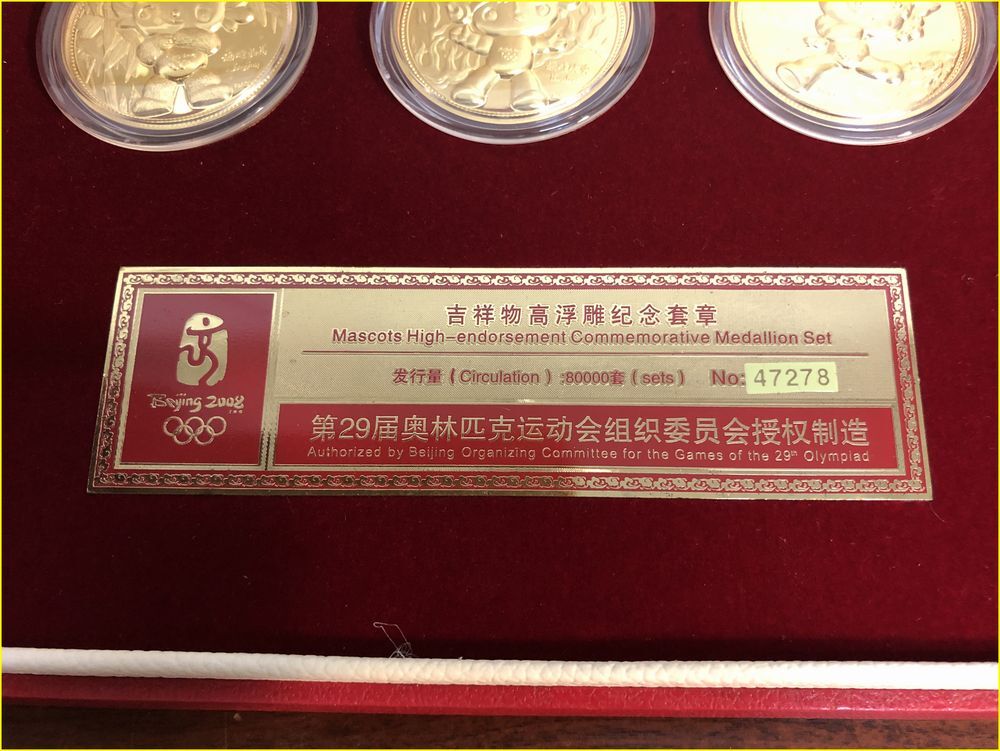 吉祥物高浮雕纪念套章
Mascots High-endorsement Commemorative Medallion Set
发行量(Circulation):80000套(sets) No:47278
Beijing 2008
第29届奥林匹克运动会组织委员会授权制造
Authorized by Beijing Organizing Committee for the Games of the 29th Olympiad